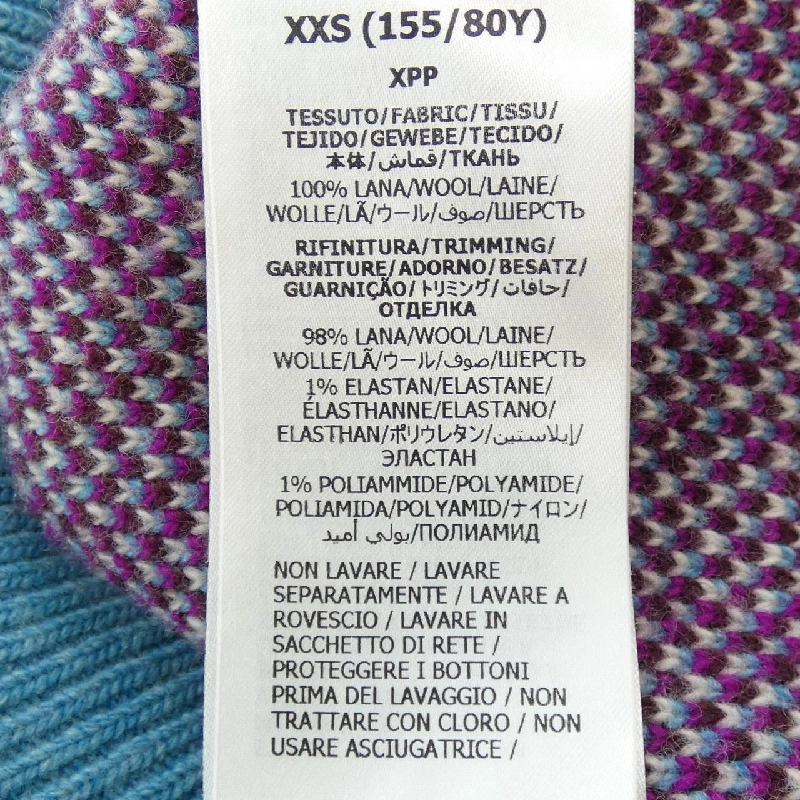 XXS (155/80Y)
XPP
TESSUTO/FABRIC/TISSU/
TEJIDO/GEWEBE/TECIDO/
本体/قماش/ТКАНЬ
100% LANA/WOOL/LAINE/
WOLLE/LÃ/ウール/صوف/ШЕРСТЬ
RIFINITURA/TRIMMING/
GARNITURE/ADORNO/BESATZ/
GUARNIÇÃO/トリミング/حافات/
ОТДЕЛКА
98% LANA/WOOL/LAINE/
WOLLE/LÃ/ウール/صوف/ШЕРСТЬ
1% ELASTAN/ELASTANE/
ÉLASTHANNE/ELASTANO/
ELASTHAN/ポリウレタン/إيلاستين/
ЭЛАСТАН
1% POLIAMMIDE/POLYAMIDE/
POLIAMIDA/POLYAMID/ナイロン/
بولي أميد/ПОЛИАМИД
NON LAVARE / LAVARE
SEPARATAMENTE / LAVARE A
ROVESCIO / LAVARE IN
SACCHETTO DI RETE /
PROTEGGERE I BOTTONI
PRIMA DEL LAVAGGIO / NON
TRATTARE CON CLORO / NON
USARE ASCIUGATRICE /